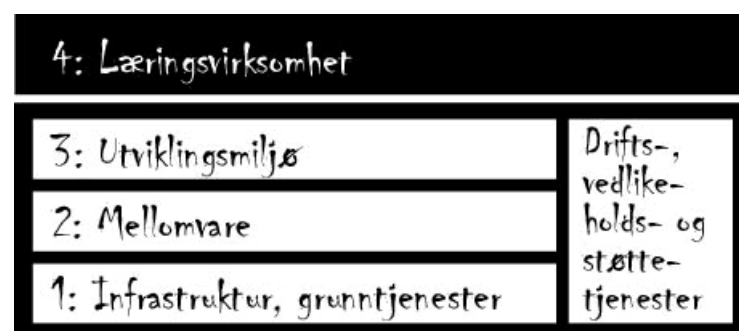 4: Læringsvirksomhet
3: Utviklingsmiljø
2: Mellomvare
1: Infrastruktur, grunntjenester
Drifts-,
vedlike-
holds- og
støtte-
tjenester